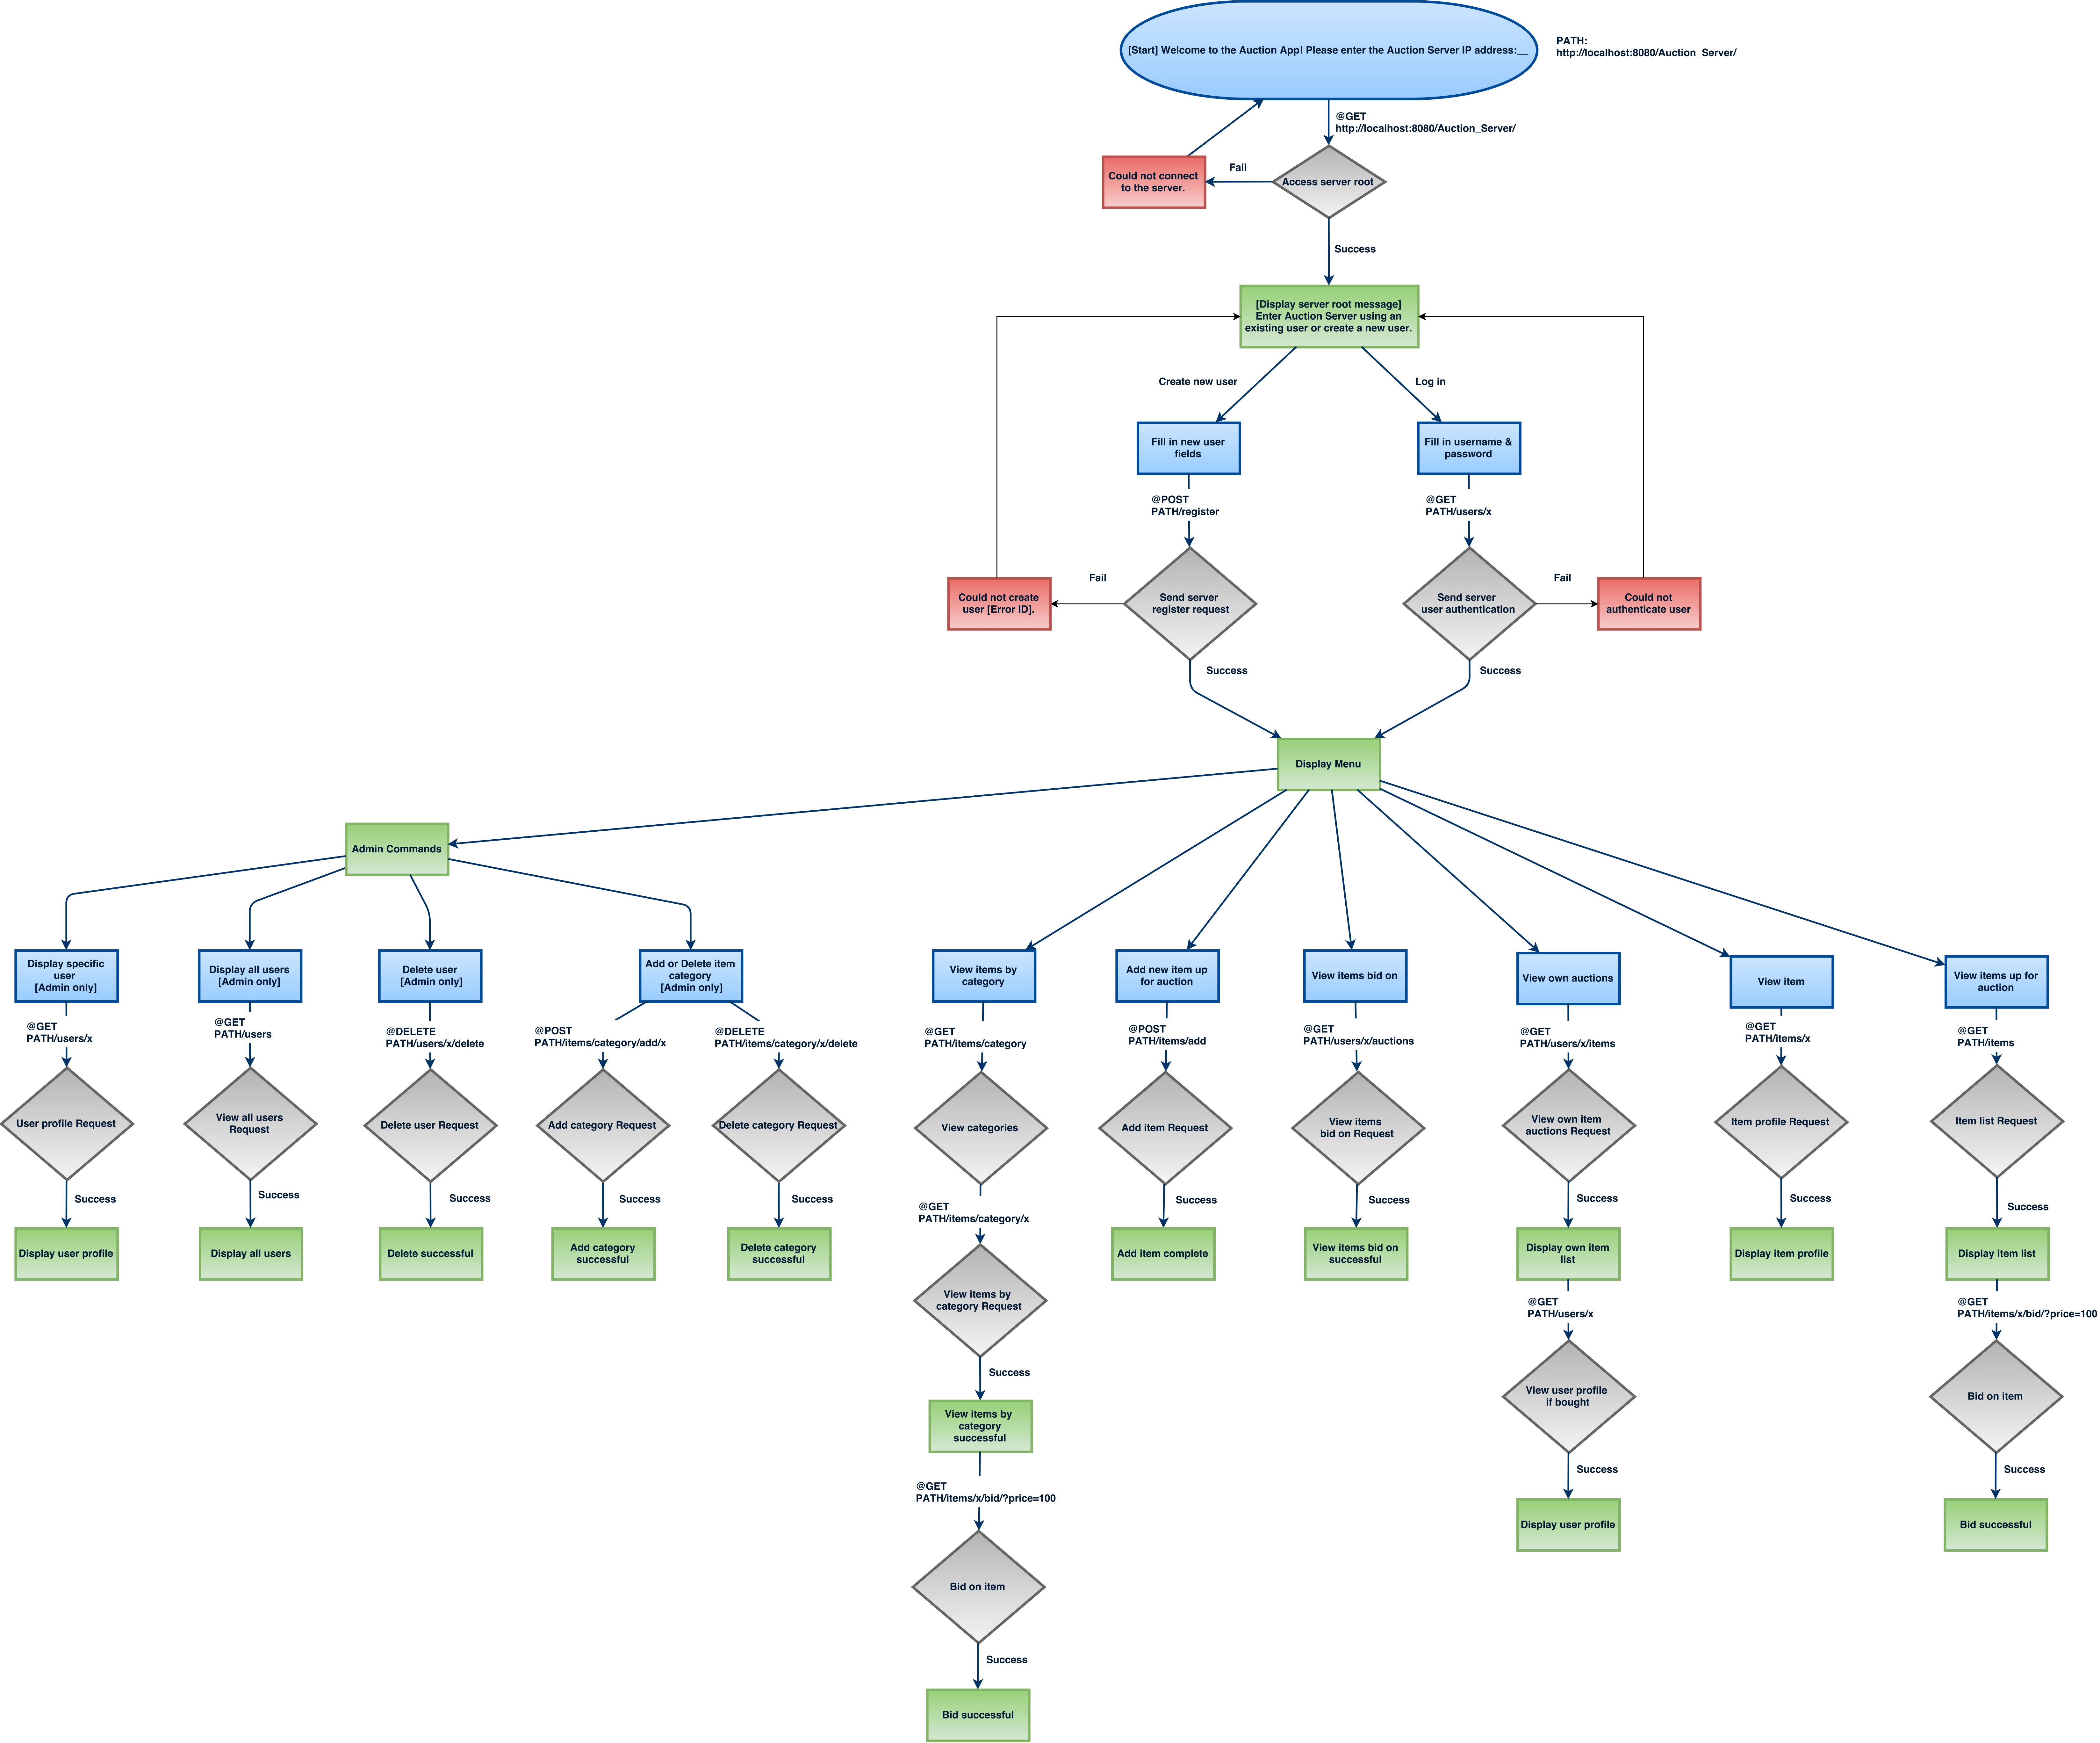 [Start] Welcome to the Auction App! Please enter the Auction Server IP address:__
PATH:
http://localhost:8080/Auction_Server/
@GET
http://localhost:8080/Auction_Server/
Fail
Could not connect
to the server.
Access server root
Success
[Display server root message]
Enter Auction Server using an
existing user or create a new user.
Create new user
Log in
Fill in new user
fields
Fill in username &
password
@POST
PATH/register
@GET
PATH/users/x
Fail
Fail
Could not create
user [Error ID].
Send server
register request
Send server
user authentication
Could not
authenticate user
Success
Success
Display Menu
Admin Commands
Display specific
user
[Admin only]
Display all users
[Admin only]
Delete user
[Admin only]
Add or Delete item
category
[Admin only]
View items by
category
Add new item up
for auction
View items bid on
View own auctions
View item
View items up for
auction
@GET
PATH/users/x
@GET
PATH/users
@DELETE
PATH/users/x/delete
@POST
PATH/items/category/add/x
@DELETE
PATH/items/category/x/delete
@GET
PATH/items/category
@POST
PATH/items/add
@GET
PATH/users/x/auctions
@GET
PATH/users/x/items
@GET
PATH/items/x
@GET
PATH/items
User profile Request
View all users
Request
Delete user Request
Add category Request
Delete category Request
View categories
Add item Request
View items
bid on Request
View own item
auctions Request
Item profile Request
Item list Request
Success
Success
Success
Success
Success
Success
Success
Success
Success
Success
@GET
PATH/items/category/x
Display user profile
Display all users
Delete successful
Add category
successful
Delete category
successful
Add item complete
View items bid on
successful
Display own item
list
Display item profile
Display item list
View items by
category Request
@GET
PATH/users/x
@GET
PATH/items/x/bid/?price=100
Success
View user profile
if bought
Bid on item
View items by
category
successful
Success
Success
@GET
PATH/items/x/bid/?price=100
Display user profile
Bid successful
Bid on item
Success
Bid successful